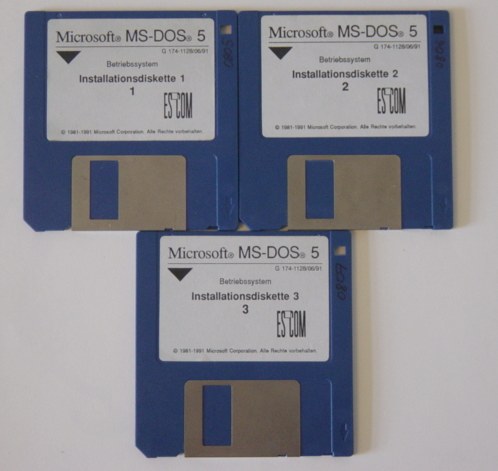 Microsoft® MS-DOS® 5
G 174-1128/06/91
Betriebssystem
Installationsdiskette 1
1
ESCOM
© 1981-1991 Microsoft Corporation. Alle Rechte vorbehalten.
Microsoft® MS-DOS® 5
G 174-1128/06/91
Betriebssystem
Installationsdiskette 2
2
ESCOM
© 1981-1991 Microsoft Corporation. Alle Rechte vorbehalten.
Microsoft® MS-DOS® 5
G 174-1128/06/91
Betriebssystem
Installationsdiskette 3
3
ESCOM
© 1981-1991 Microsoft Corporation. Alle Rechte vorbehalten.